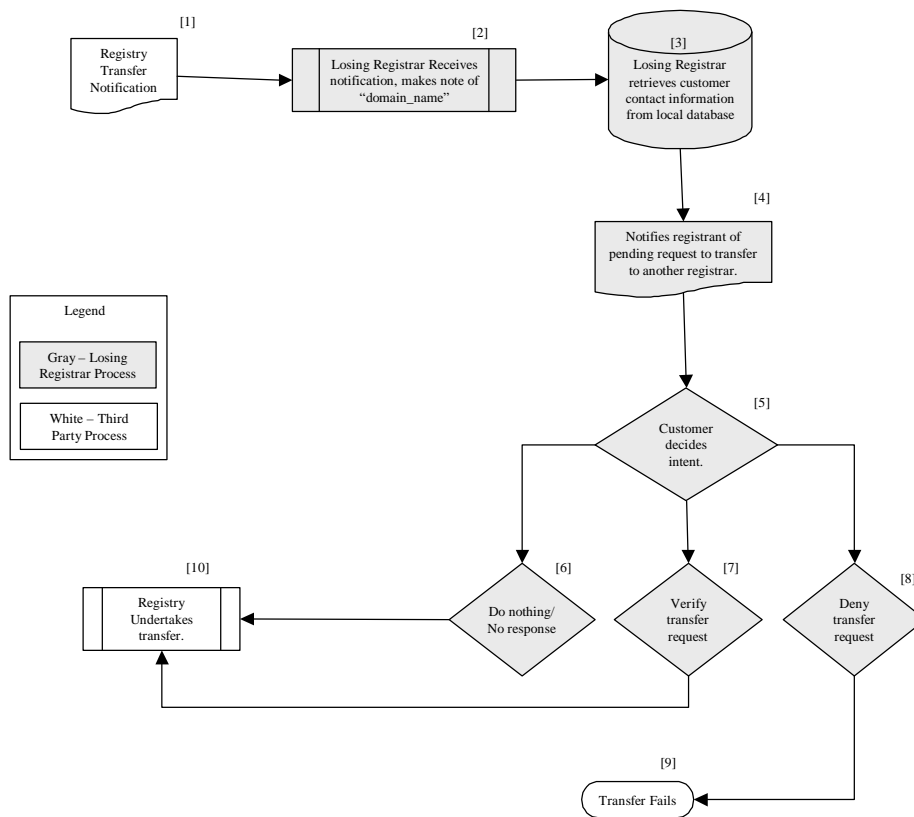 [1]
Registry
Transfer
Notification
[2]
Losing Registrar Receives
notification, makes note of
“domain_name”
[3]
Losing Registrar
retrieves customer
contact information
from local database
[4]
Notifies registrant of
pending request to transfer
to another registrar.
Legend
Gray – Losing
Registrar Process
White – Third
Party Process
[5]
Customer
decides
intent.
[6]
Do nothing/
No response
[7]
Verify
transfer
request
[8]
Deny
transfer
request
[10]
Registry
Undertakes
transfer.
[9]
Transfer Fails